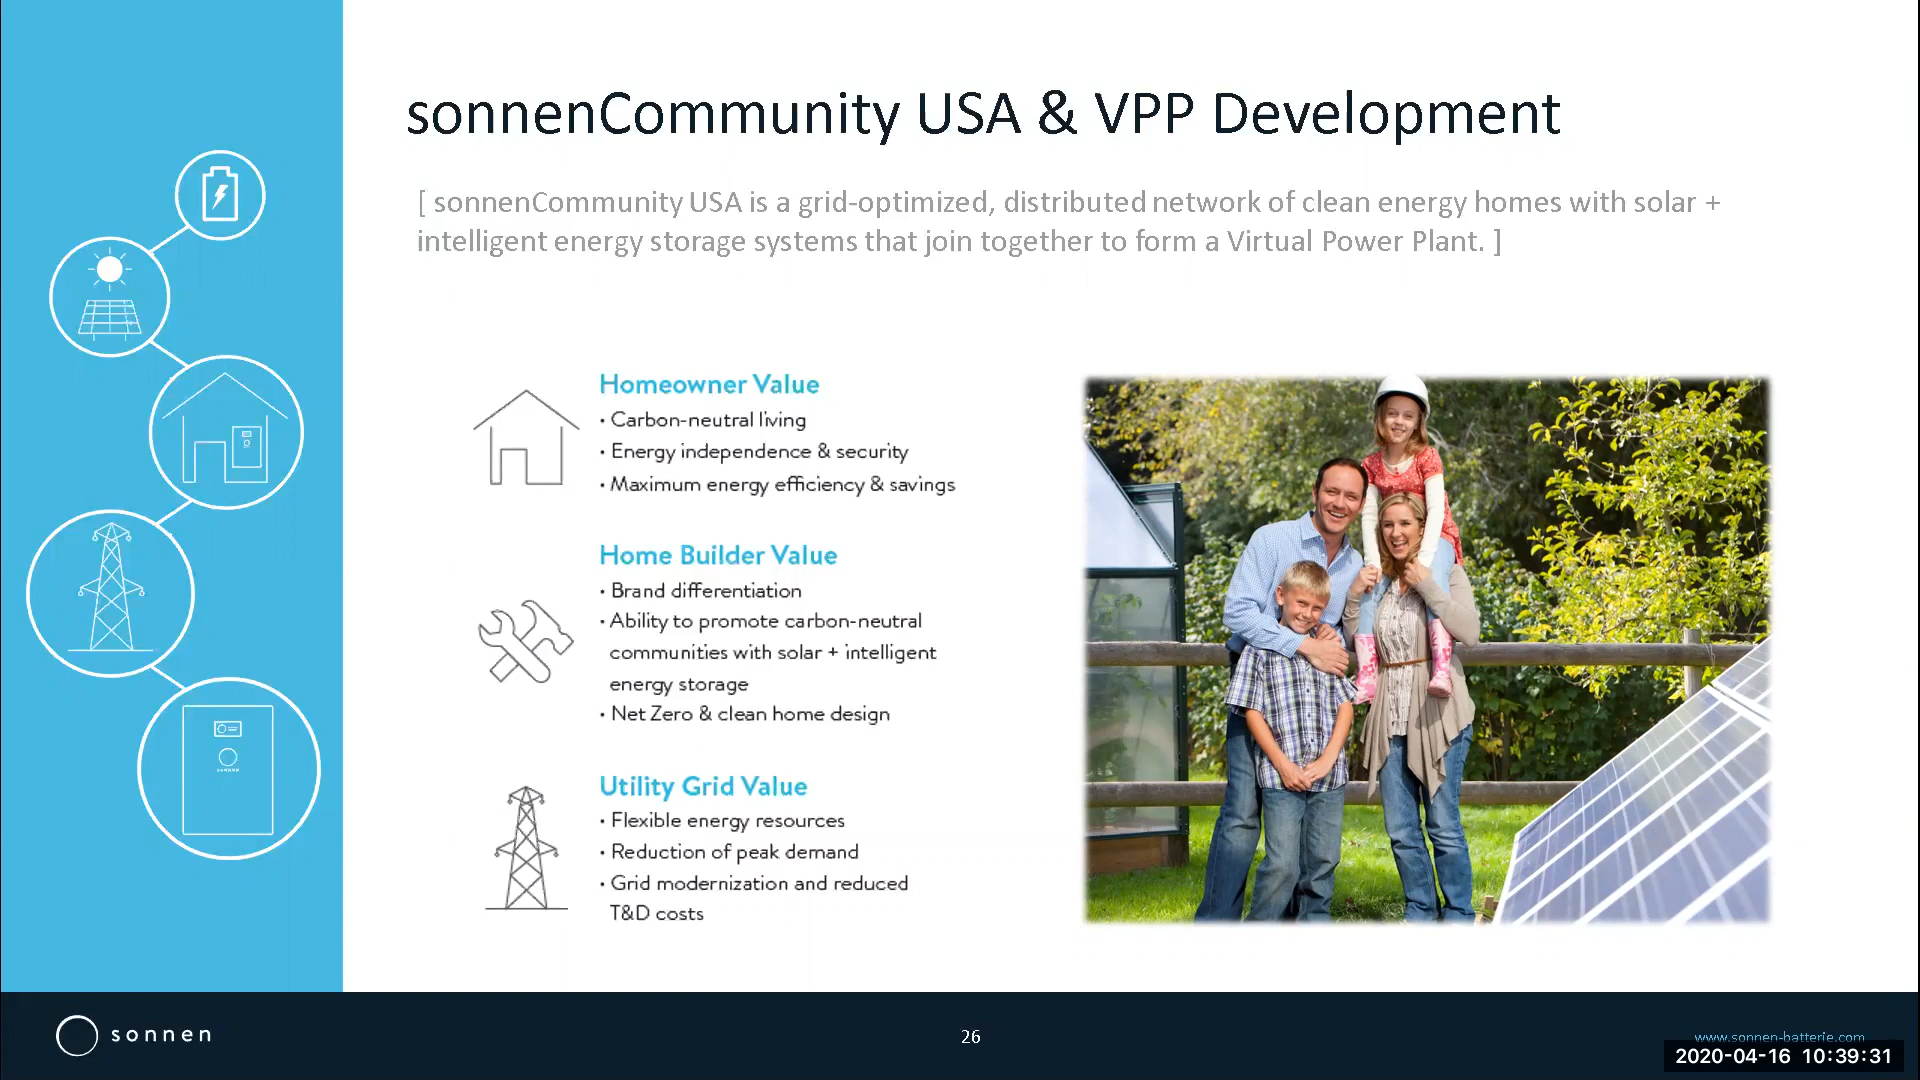 sonnenCommunity USA & VPP Development
[ sonnenCommunity USA is a grid-optimized, distributed network of clean energy homes with solar +
intelligent energy storage systems that join together to form a Virtual Power Plant. ]
Homeowner Value
• Carbon-neutral living
• Energy independence & security
• Maximum energy efficiency & savings
Home Builder Value
• Brand differentiation
• Ability to promote carbon-neutral
communities with solar + intelligent
energy storage
• Net Zero & clean home design
Utility Grid Value
• Flexible energy resources
• Reduction of peak demand
• Grid modernization and reduced
T&D costs
sonnen
26
www.sonnen-batterie.com
2020-04-16 10:39:31